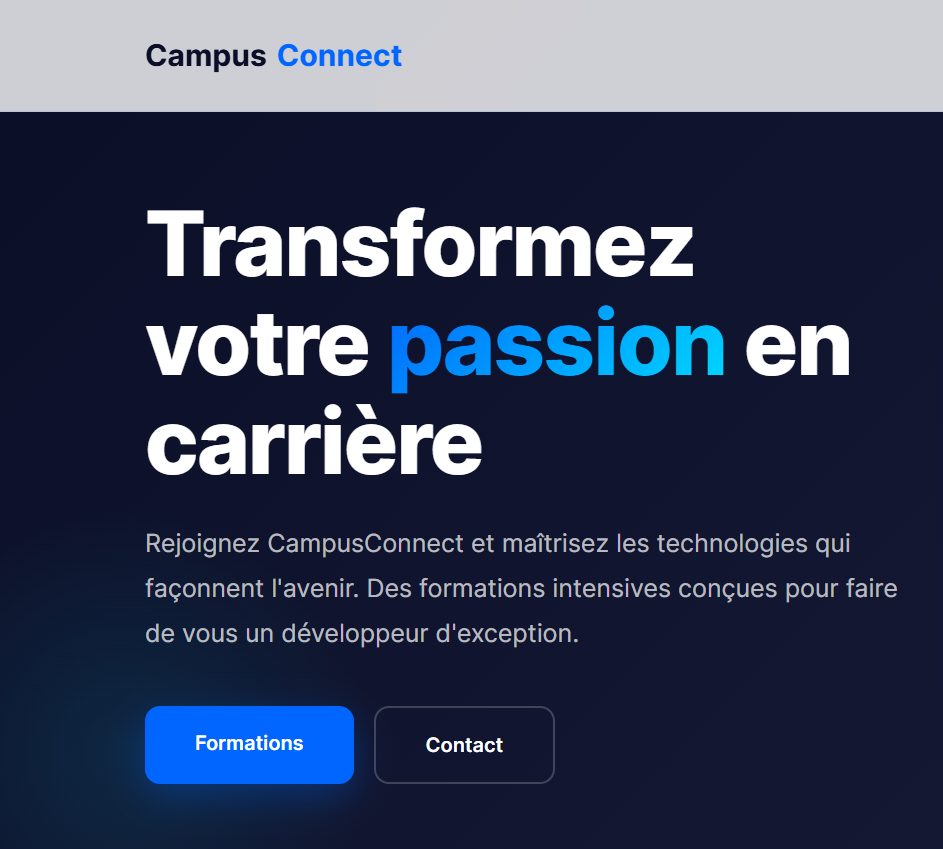 Campus Connect
Transformez
votre passion en
carrière
Rejoignez CampusConnect et maîtrisez les technologies qui
façonnent l'avenir. Des formations intensives conçues pour faire
de vous un développeur d'exception.
Formations
Contact